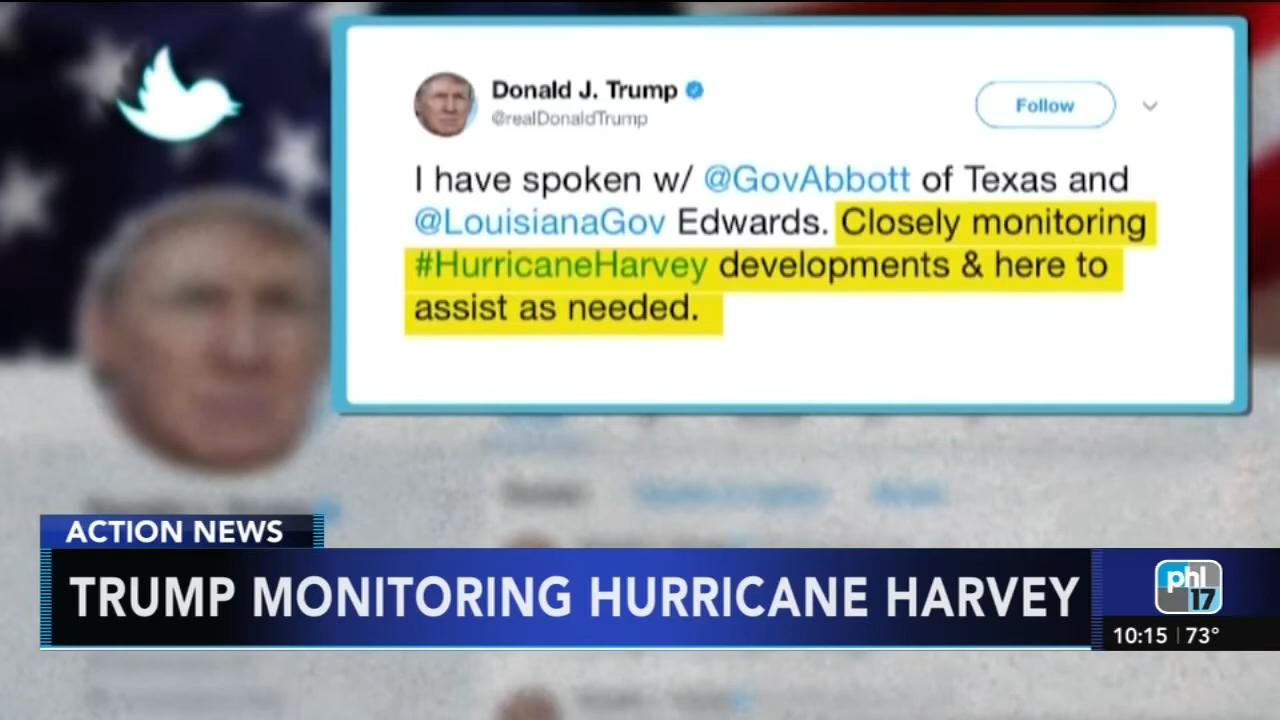 Donald J. Trump
@realDonaldTrump
Follow
I have spoken w/ @GovAbbott of Texas and
@LouisianaGov Edwards. Closely monitoring
#HurricaneHarvey developments & here to
assist as needed.
ACTION NEWS
TRUMP MONITORING HURRICANE HARVEY
phl
17
10:15 73°